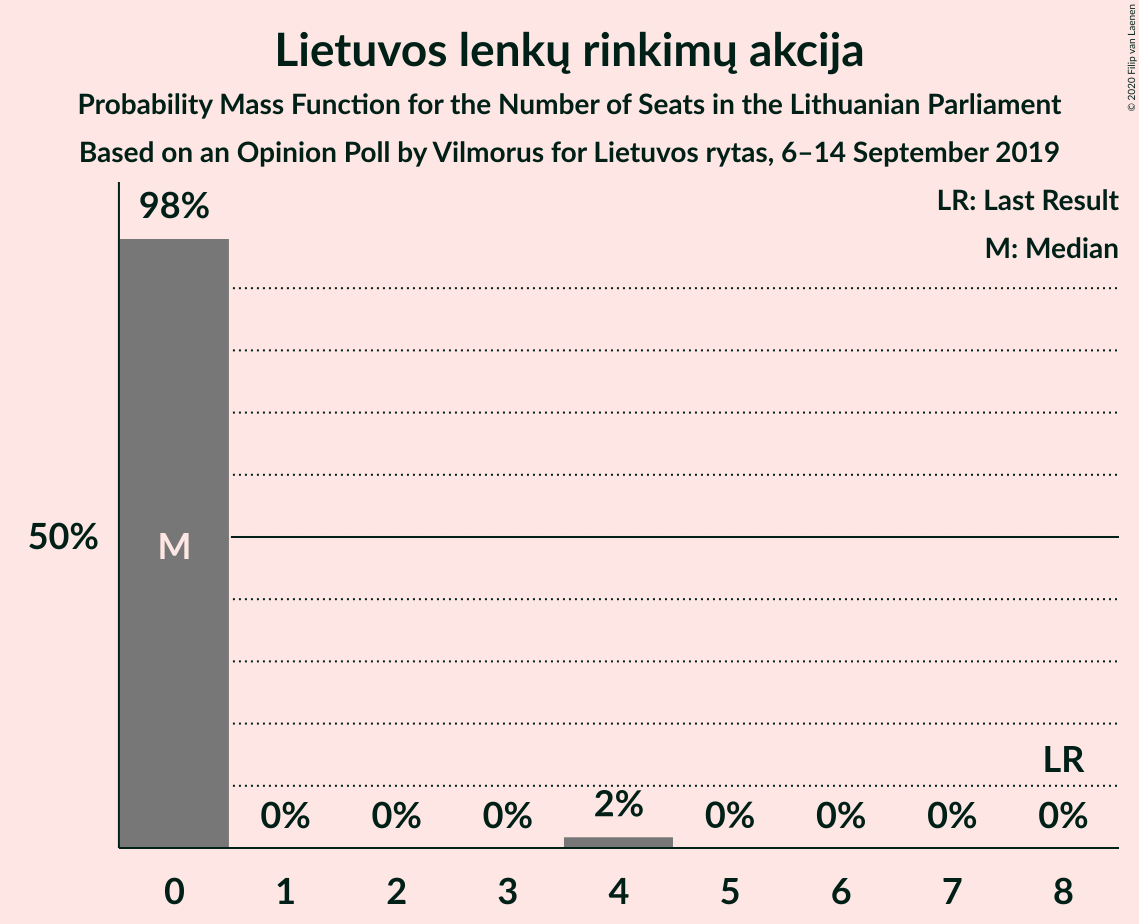 Lietuvos lenkų rinkimų akcija
Probability Mass Function for the Number of Seats in the Lithuanian Parliament
Based on an Opinion Poll by Vilmorus for Lietuvos rytas, 6–14 September 2019
© 2020 Filip van Laenen
LR: Last Result
M: Median
98%
50%
M
LR
0% 0% 0% 2% 0% 0% 0% 0%
0 1 2 3 4 5 6 7 8